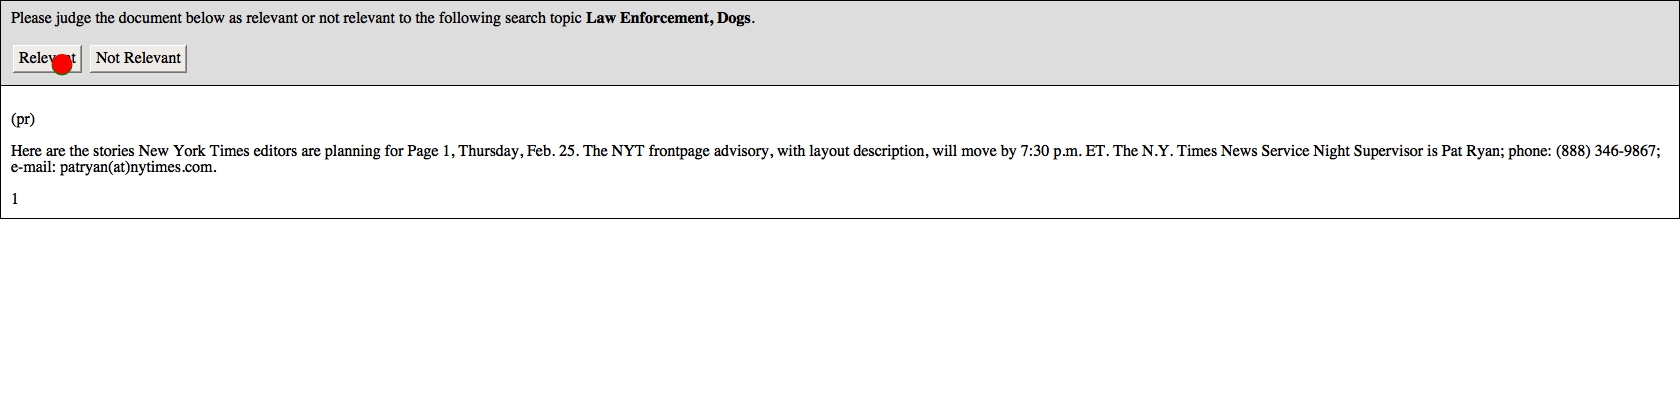 Please judge the document below as relevant or not relevant to the following search topic Law Enforcement, Dogs.
Relevant Not Relevant
(pr)
Here are the stories New York Times editors are planning for Page 1, Thursday, Feb. 25. The NYT frontpage advisory, with layout description, will move by 7:30 p.m. ET. The N.Y. Times News Service Night Supervisor is Pat Ryan; phone: (888) 346-9867;
e-mail: patryan(at)nytimes.com.
1